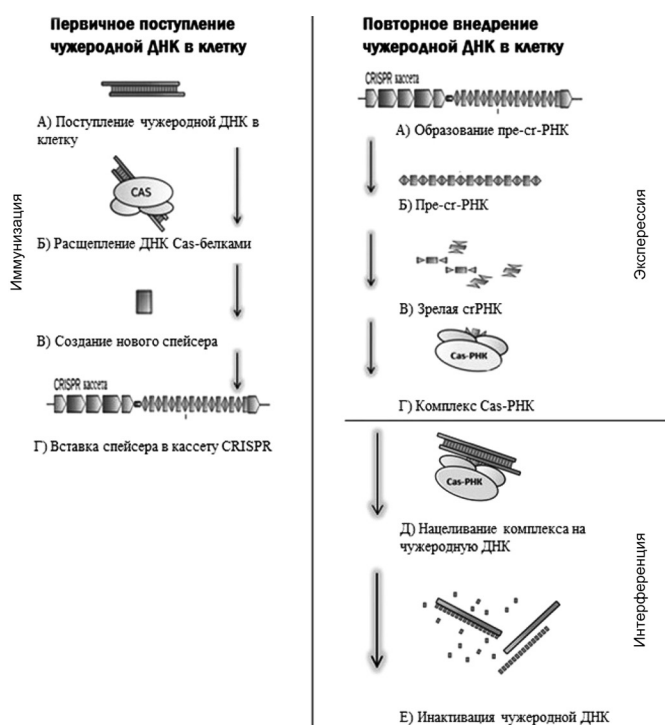 Первичное поступление
чужеродной ДНК в клетку
А) Поступление чужеродной ДНК в
клетку
CAS
Б) Расщепление ДНК Cas-белками
В) Создание нового спейсера
CRISPR кассета
Г) Вставка спейсера в кассету CRISPR
Иммунизация
Повторное внедрение
чужеродной ДНК в клетку
CRISPR кассета
А) Образование пре-cr-РНК
Б) Пре-cr-РНК
В) Зрелая crРНК
Cas-РНК
Г) Комплекс Cas-РНК
Эксперессия
Cas-РНК
Д) Нацеливание комплекса на
чужеродную ДНК
Е) Инактивация чужеродной ДНК
Интерференция